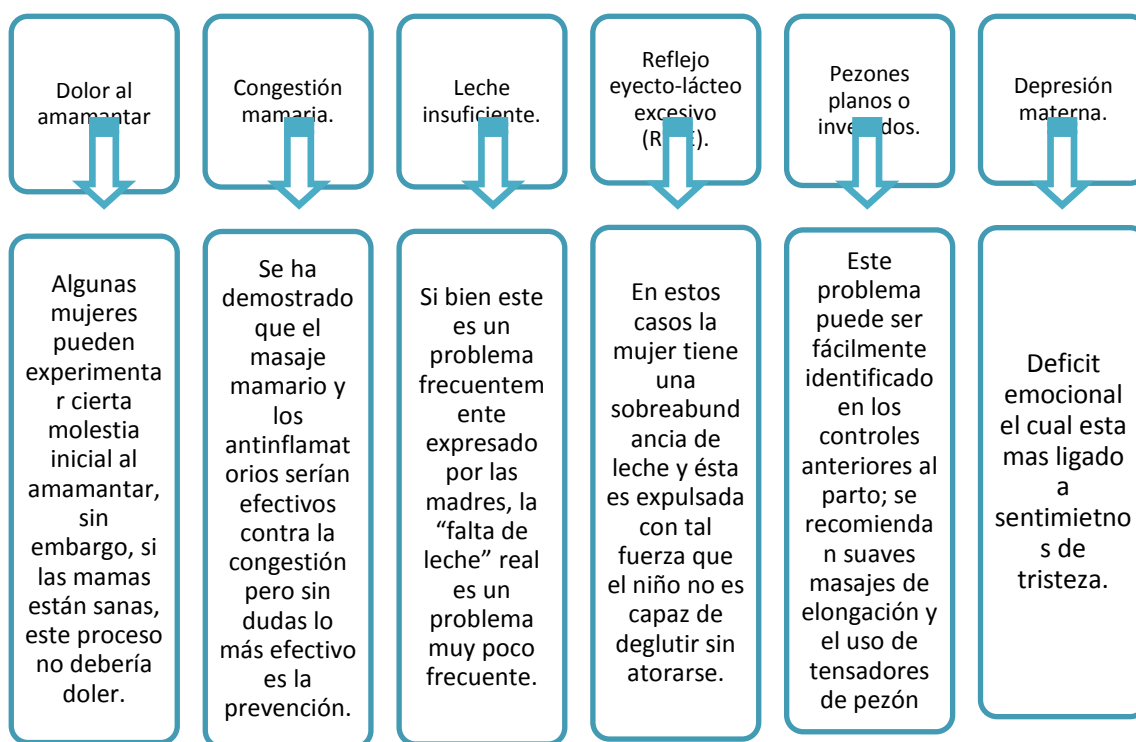 Dolor al
amamantar
Congestión
mamaria.
Leche
insuficiente.
Reflejo
eyecto-lácteo
excesivo
Pezones
planos o
Depresión
materna.
Algunas
mujeres
pueden
experimenta
r cierta
molestia
inicial al
amamantar,
sin
embargo, si
las mamas
están sanas,
este proceso
no debería
doler.
Se ha
demostrado
que el
masaje
mamario y
los
antinflamat
orios serían
efectivos
contra la
congestión
pero sin
dudas lo
más efectivo
es la
prevención.
Si bien este
es un
problema
frecuentem
ente
expresado
por las
madres, la
“falta de
leche” real
es un
problema
muy poco
frecuente.
En estos
casos la
mujer tiene
una
sobreabund
ancia de
leche y ésta
es expulsada
con tal
fuerza que
el niño no es
capaz de
deglutir sin
atorarse.
Este
problema
puede ser
fácilmente
identificado
en los
controles
anteriores al
parto; se
recomienda
n suaves
masajes de
elongación y
el uso de
tensadores
de pezón
Deficit
emocional
el cual esta
mas ligado
a
sentimietno
s de
tristeza.